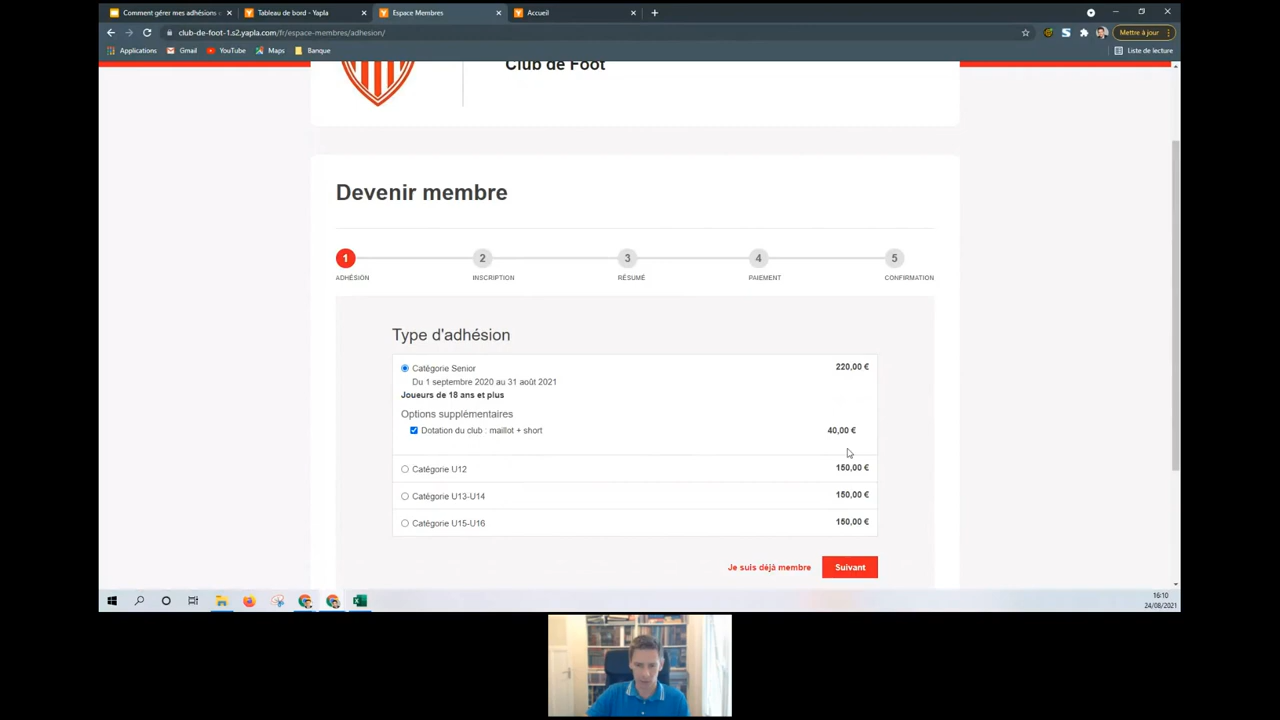 Comment gérer mes adhésions
Tableau de bord - Yapla
Espace Membres
Accueil
club-de-foot-1.s2.yapla.com/fr/espace-membres/adhesion/
Mettre à jour
Applications
Gmail
YouTube
Maps
Banque
Liste de lecture
Club de Foot
Devenir membre
1 2 3 4 5
ADHÉSION INSCRIPTION RÉSUMÉ PAIEMENT CONFIRMATION
Type d'adhésion
Catégorie Senior 220,00 €
Du 1 septembre 2020 au 31 août 2021
Joueurs de 18 ans et plus
Options supplémentaires
Dotation du club : maillot + short 40,00 €
Catégorie U12 150,00 €
Catégorie U13-U14 150,00 €
Catégorie U15-U16 150,00 €
Je suis déjà membre Suivant
16:10
24/08/2021